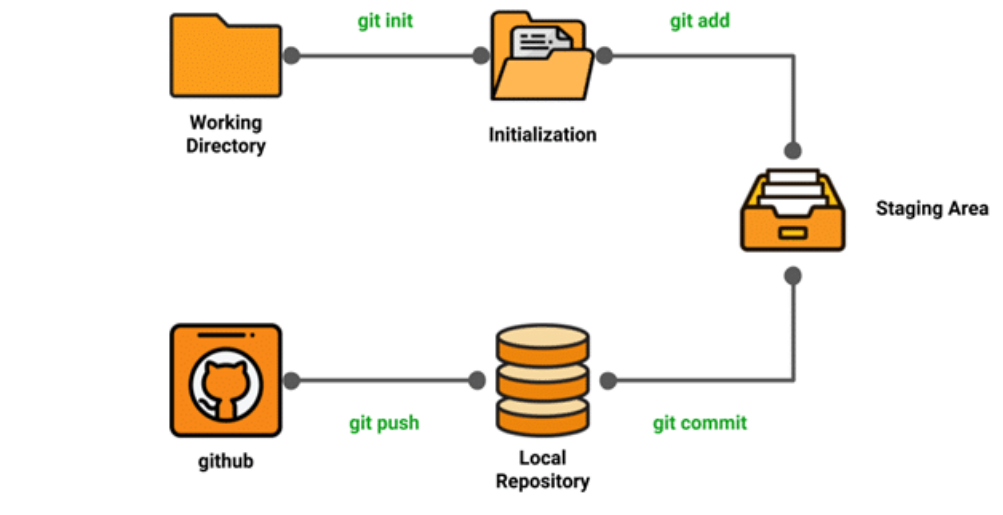 git init
git add
Working
Directory
Initialization
Staging Area
git push
git commit
github
Local
Repository